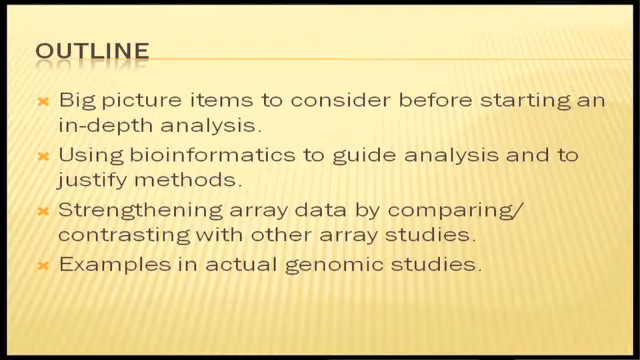 OUTLINE
Big picture items to consider before starting an
in-depth analysis.
Using bioinformatics to guide analysis and to
justify methods.
Strengthening array data by comparing/
contrasting with other array studies.
Examples in actual genomic studies.